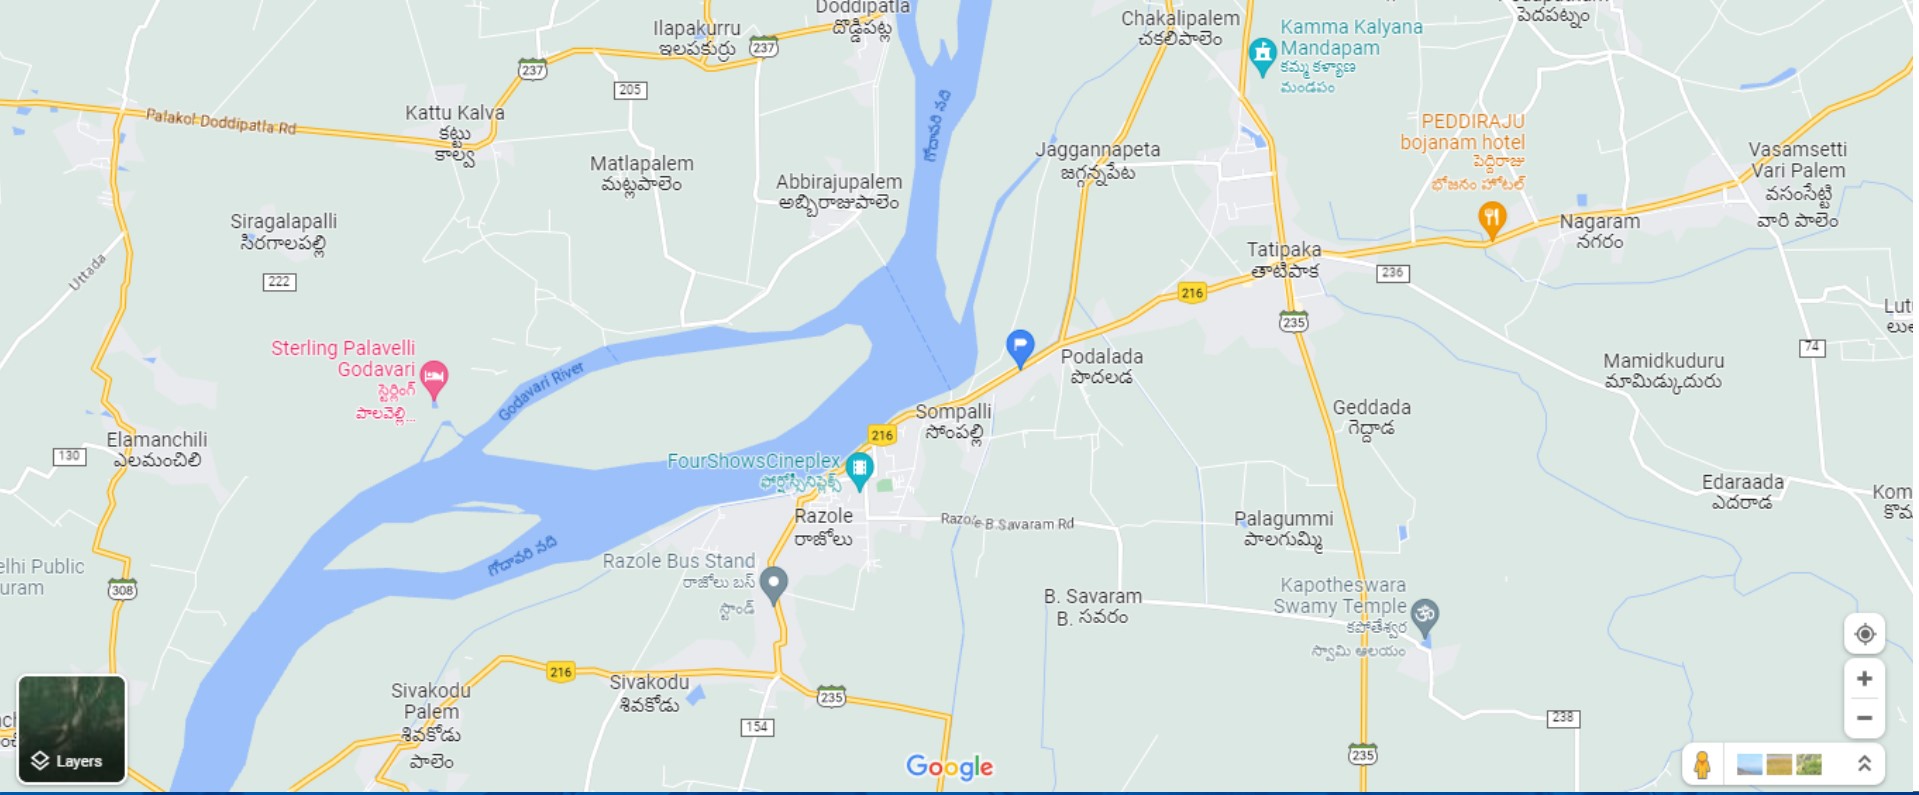 Doddipatla
దొడ్డిపట్ల
Ilapakurru
ఇలపకుర్రు
237
237
205
Chakalipalem
చకలిపాలెం
Kamma Kalyana
Mandapam
కమ్మ కళ్యాణ
మండపం
పెదపట్నం
Palakol Doddipatla Rd
Kattu Kalva
కట్టు
కాల్వ
Matlapalem
మట్లపాలెం
Abbirajupalem
అబ్బిరాజుపాలెం
గోదావరి నది
Jaggannapeta
జగ్గన్నపేట
PEDDIRAJU
bojanam hotel
పెద్దిరాజు
భోజనం హోటల్
Vasamsetti
Vari Palem
వసంసేట్టి
వారి పాలెం
Siragalapalli
సిరగాలపల్లి
222
Uttada
Nagaram
నగరం
Tatipaka
తాటిపాక
236
216
235
Sterling Palavelli
Godavari
స్టెర్లింగ్
పాలవెల్లి...
Godavari River
Podalada
పొదలడ
74
Mamidkuduru
మామిడ్కుదురు
Sompalli
సోంపల్లి
Geddada
గెద్దాడ
216
Elamanchili
ఎలమంచిలి
130
FourShowsCineplex
Razole
రాజోలు
Razole-B.Savaram Rd
Palagummi
పాలగుమ్మి
Edaraada
ఎదరాడ
గోదావరి నది
Razole Bus Stand
రాజోలు బస్
స్టాండ్
308
B. Savaram
B. సవరం
Kapotheswara
Swamy Temple
కపోతేశ్వర
స్వామి ఆలయం
216
Sivakodu
శివకోడు
Sivakodu
Palem
శివకోడు
పాలెం
235
154
238
235
Layers
Google